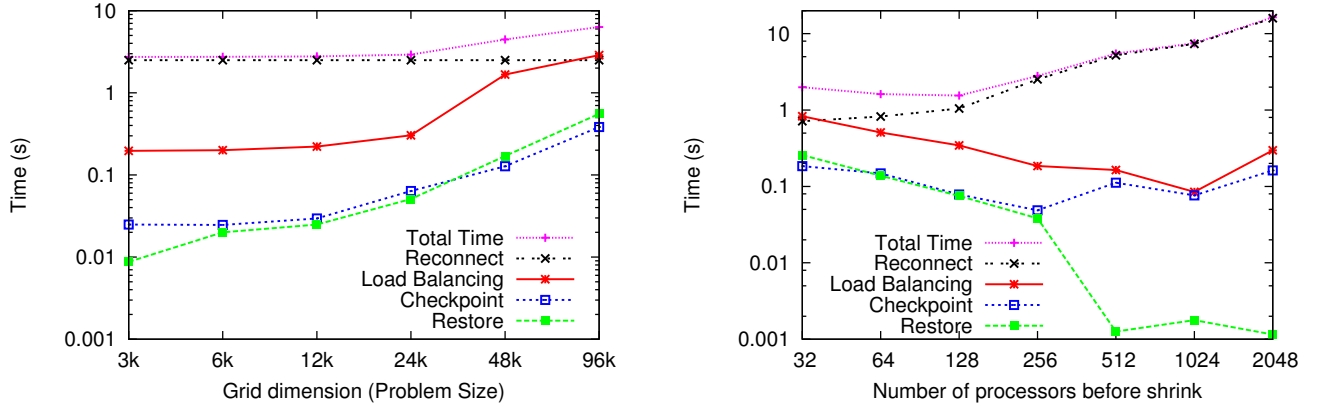 10
1
0.1
0.01
0.001
Time (s)
3k 6k 12k 24k 48k 96k
Grid dimension (Problem Size)
Total Time
Reconnect
Load Balancing
Checkpoint
Restore
10
1
0.1
0.01
0.001
Time (s)
32 64 128 256 512 1024 2048
Number of processors before shrink
Total Time
Reconnect
Load Balancing
Checkpoint
Restore